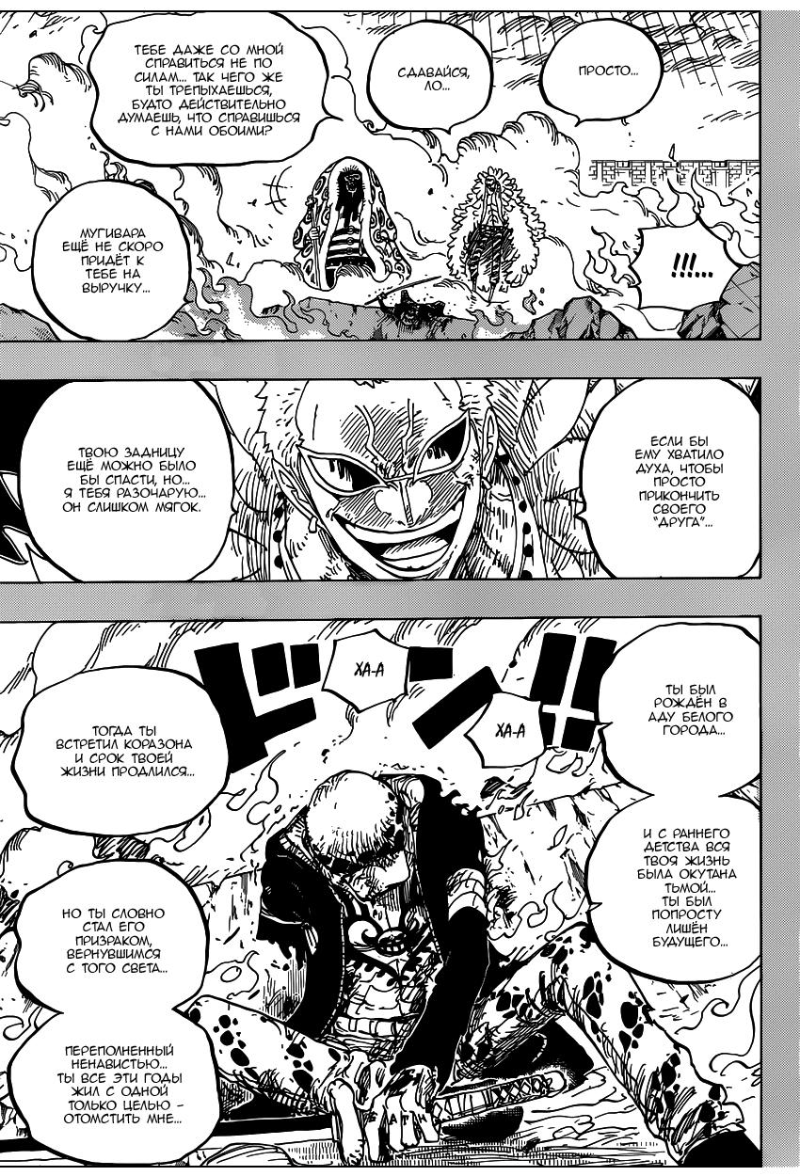 ПРОСТО...
СДАВАЙСЯ,
ЛО...
ТЕБЕ ДАЖЕ СО МНОЙ
СПРАВИТЬСЯ НЕ ПО
СИЛАМ... ТАК ЧЕГО ЖЕ
ТЫ ТРЕПЫХАЕШЬСЯ,
БУДТО ДЕЙСТВИТЕЛЬНО
ДУМАЕШЬ, ЧТО СПРАВИШЬСЯ
С НАМИ ОБОИМИ?
!!!...
МУГИВАРА
ЕЩЁ НЕ СКОРО
ПРИДЁТ К
ТЕБЕ НА
ВЫРУЧКУ...
ЕСЛИ БЫ
ЕМУ ХВАТИЛО
ДУХА, ЧТОБЫ
ПРОСТО
ПРИКОНЧИТЬ
СВОЕГО
"ДРУГА"...
ТВОЮ ЗАДНИЦУ
ЕЩЁ МОЖНО БЫЛО
БЫ СПАСТИ, НО...
Я ТЕБЯ РАЗОЧАРУЮ...
ОН СЛИШКОМ МЯГОК.
ドン!!
ХА-А
ХА-А
ТЫ БЫЛ
РОЖДЁН В
АДУ БЕЛОГО
ГОРОДА...
И С РАННЕГО
ДЕТСТВА ВСЯ
ТВОЯ ЖИЗНЬ
БЫЛА ОКУТАНА
ТЬМОЙ...
ТЫ БЫЛ
ПОПРОСТУ
ЛИШЁН
БУДУЩЕГО...
ТОГДА ТЫ
ВСТРЕТИЛ КОРАЗОНА
И СРОК ТВОЕЙ
ЖИЗНИ ПРОДЛИЛСЯ...
НО ТЫ СЛОВНО
СТАЛ ЕГО
ПРИЗРАКОМ,
ВЕРНУВШИМСЯ
С ТОГО СВЕТА...
ПЕРЕПОЛНЕННЫЙ
НЕНАВИСТЬЮ...
ТЫ ВСЕ ЭТИ ГОДЫ
ЖИЛ С ОДНОЙ
ТОЛЬКО ЦЕЛЬЮ -
ОТОМСТИТЬ МНЕ...